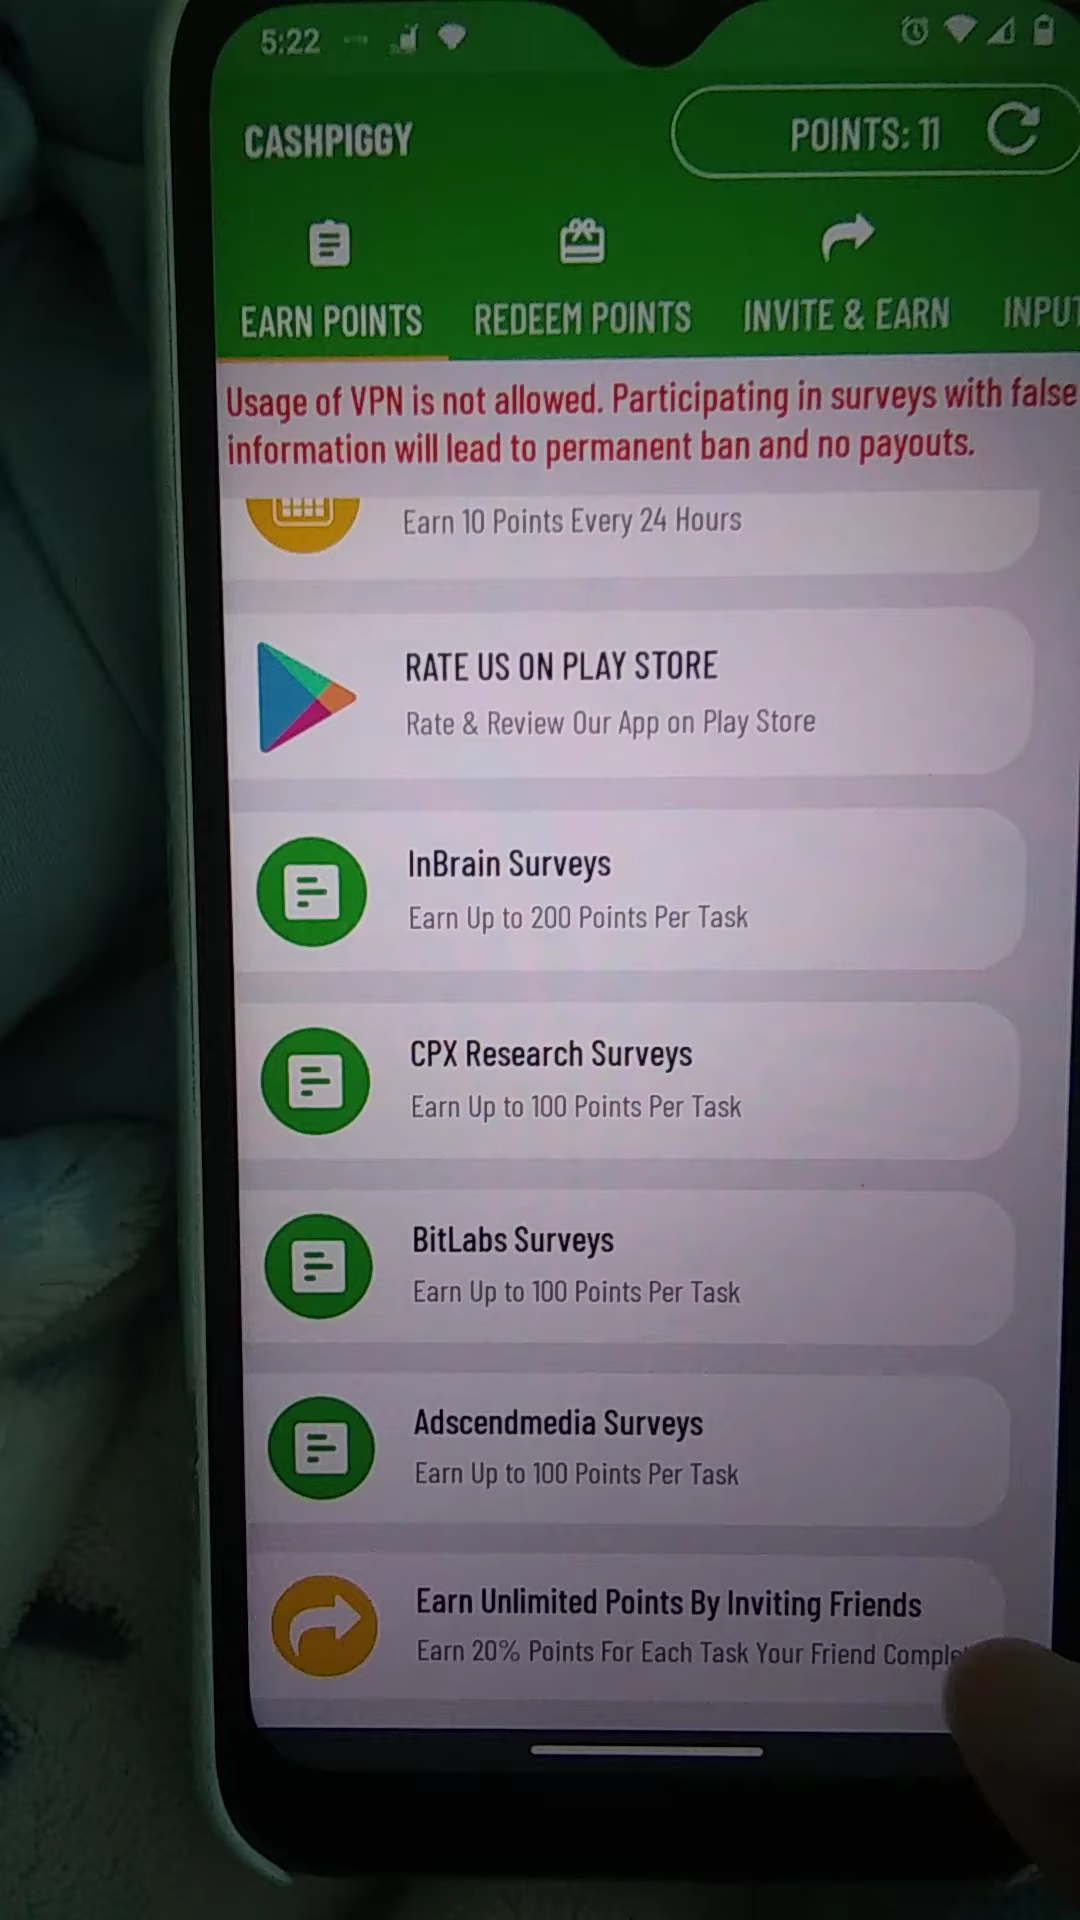 5:22
CASHPIGGY
POINTS: 11
EARN POINTS
REDEEM POINTS
INVITE & EARN
INPUT
Usage of VPN is not allowed. Participating in surveys with false
information will lead to permanent ban and no payouts.
Earn 10 Points Every 24 Hours
RATE US ON PLAY STORE
Rate & Review Our App on Play Store
InBrain Surveys
Earn Up to 200 Points Per Task
CPX Research Surveys
Earn Up to 100 Points Per Task
BitLabs Surveys
Earn Up to 100 Points Per Task
Adscendmedia Surveys
Earn Up to 100 Points Per Task
Earn Unlimited Points By Inviting Friends
Earn 20% Points For Each Task Your Friend